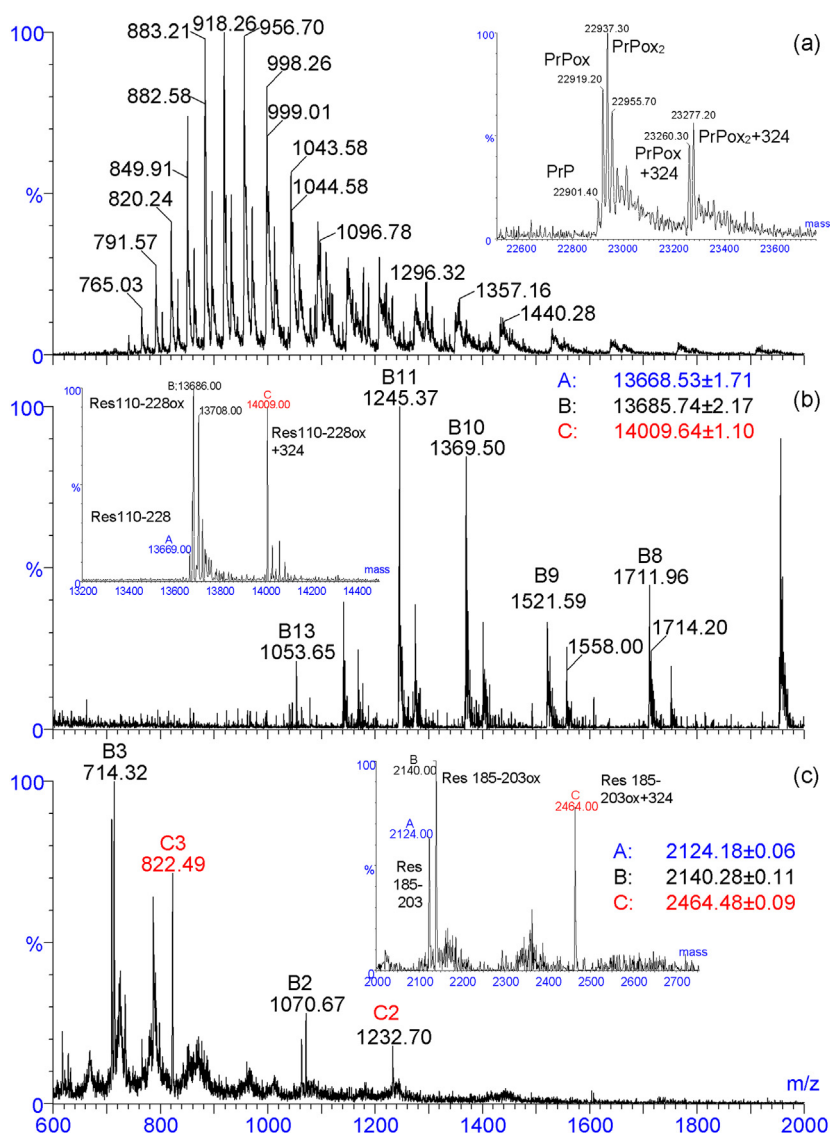 100
883.21
918.26
956.70
(a)
100
22937.30
PrPox₂
PrPox
22919.20
22955.70
23277.20
23260.30
PrPox₂+324
PrPox
+324
PrP
22901.40
%
0
22600
22800
23000
23200
23400
23600
mass
882.58
998.26
999.01
849.91
1043.58
820.24
1044.58
%
791.57
1096.78
765.03
1296.32
1357.16
1440.28
0
B11
1245.37
(b)
A: 13668.53±1.71
B: 13685.74±2.17
C: 14009.64±1.10
100
100
B:13686.00
C
14009.00
Res110-228ox
13708.00
Res110-228ox
+324
%
Res110-228
A
13669.00
0
13200
13400
13600
13800
14000
14200
14400
mass
B10
1369.50
%
B9
1521.59
B8
1711.96
B13
1053.65
1558.00
1714.20
0
B3
714.32
(c)
100
100
B
2140.00
Res 185-203ox
C
2464.00
Res 185-
203ox+324
A
2124.00
Res
185-
203
%
0
2000
2100
2200
2300
2400
2500
2600
2700
mass
A: 2124.18±0.06
B: 2140.28±0.11
C: 2464.48±0.09
C3
822.49
%
B2
1070.67
C2
1232.70
m/z
0
600
800
1000
1200
1400
1600
1800
2000